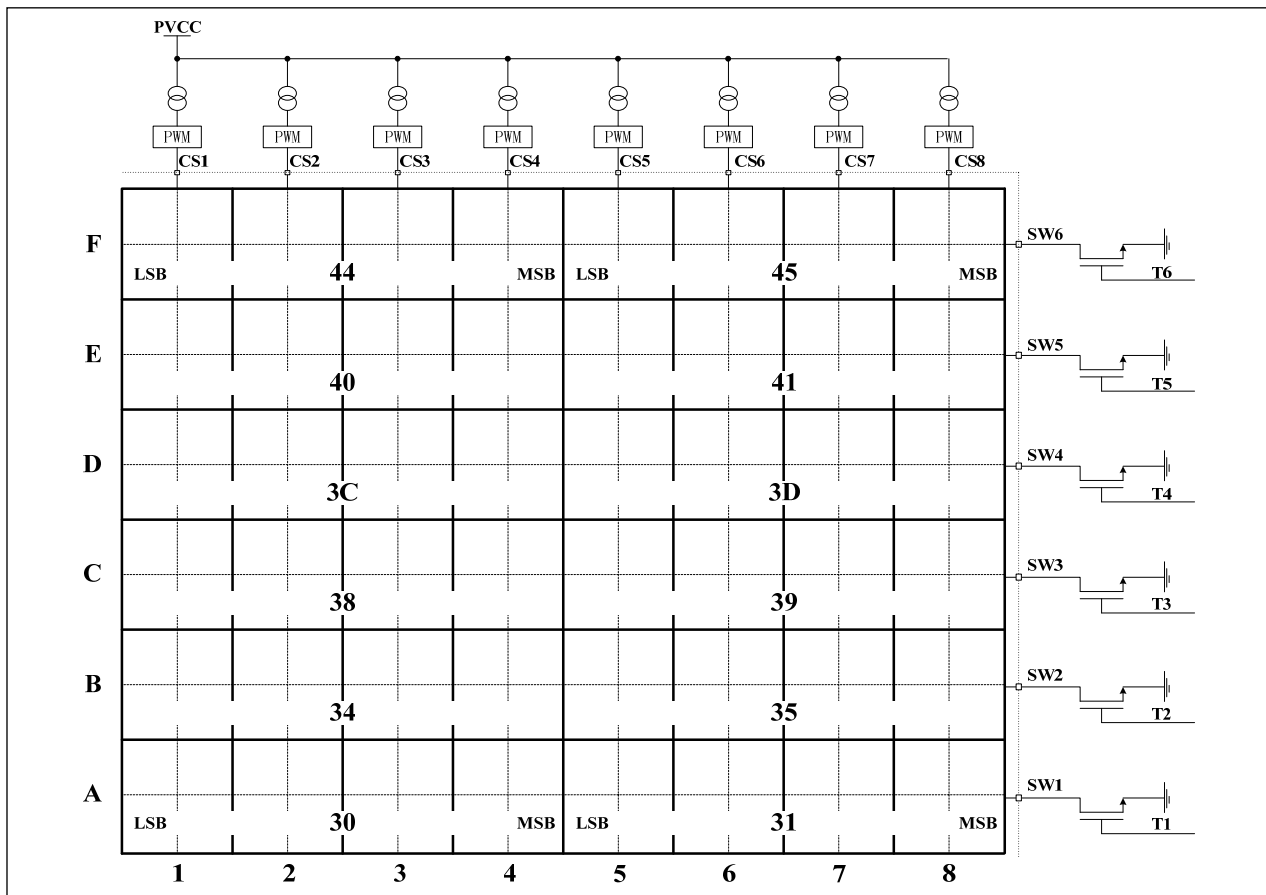 PVCC
PWM PWM PWM PWM PWM PWM PWM PWM
CS1 CS2 CS3 CS4 CS5 CS6 CS7 CS8
F SW6
LSB 44 MSB LSB 45 MSB T6
E SW5
40 41 T5
D SW4
3C 3D T4
C SW3
38 39 T3
B SW2
34 35 T2
A SW1
LSB 30 MSB LSB 31 MSB T1
1 2 3 4 5 6 7 8